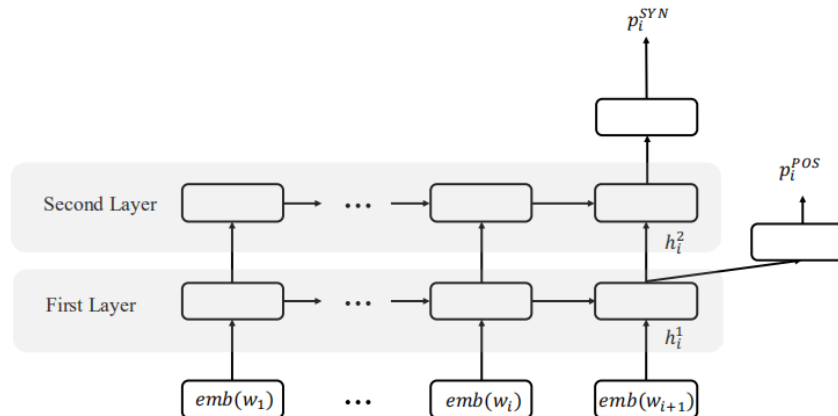 p_i^{SYN}
p_i^{POS}
Second Layer
...
h_i^2
First Layer
...
h_i^1
emb(w_1) ... emb(w_i) emb(w_{i+1})